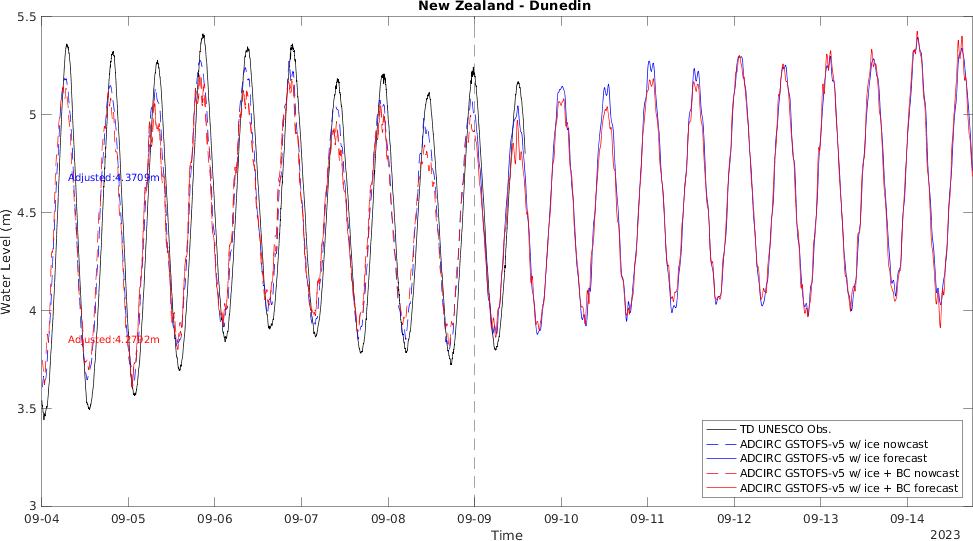 New Zealand - Dunedin
5.5
5
4.5
4
3.5
3
Water Level (m)
Adjusted:4.3709m
Adjusted:4.2792m
TD UNESCO Obs.
ADCIRC GSTOFS-v5 w/ ice nowcast
ADCIRC GSTOFS-v5 w/ ice forecast
ADCIRC GSTOFS-v5 w/ ice + BC nowcast
ADCIRC GSTOFS-v5 w/ ice + BC forecast
09-04 09-05 09-06 09-07 09-08 09-09 09-10 09-11 09-12 09-13 09-14
Time
2023